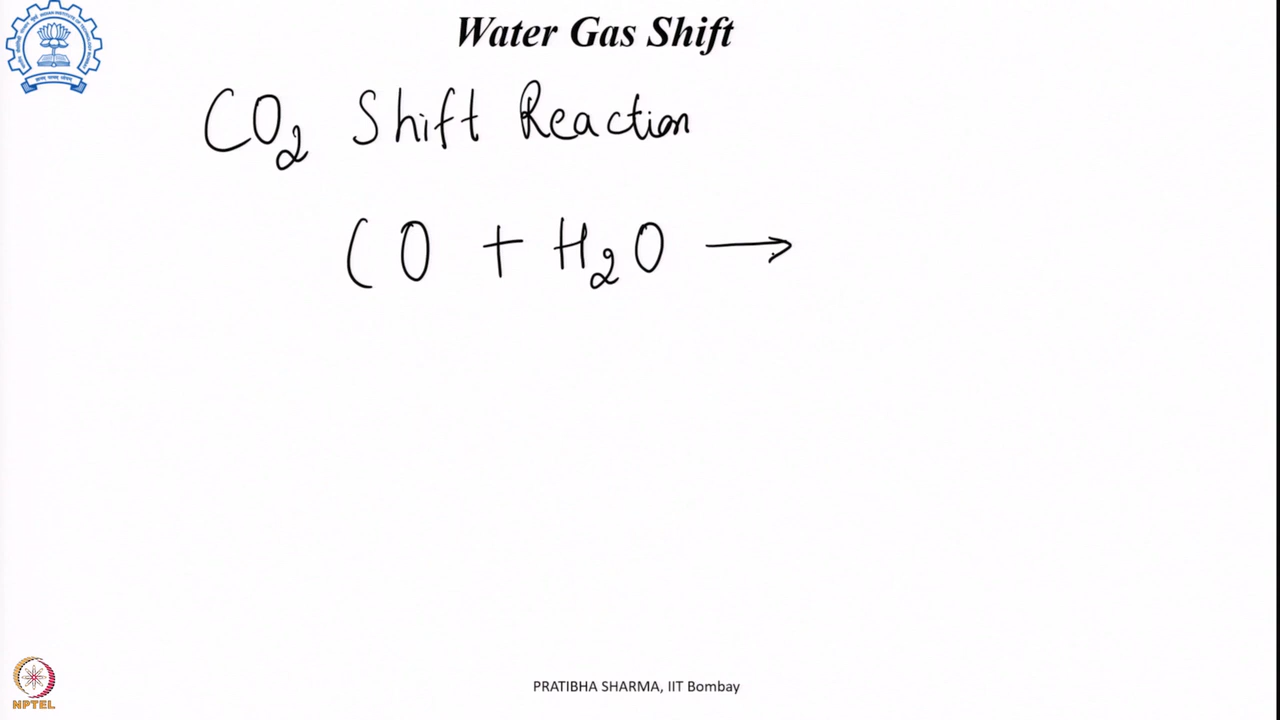 Water Gas Shift
CO₂ Shift Reaction
CO + H₂O →
NPTEL
PRATIBHA SHARMA, IIT Bombay